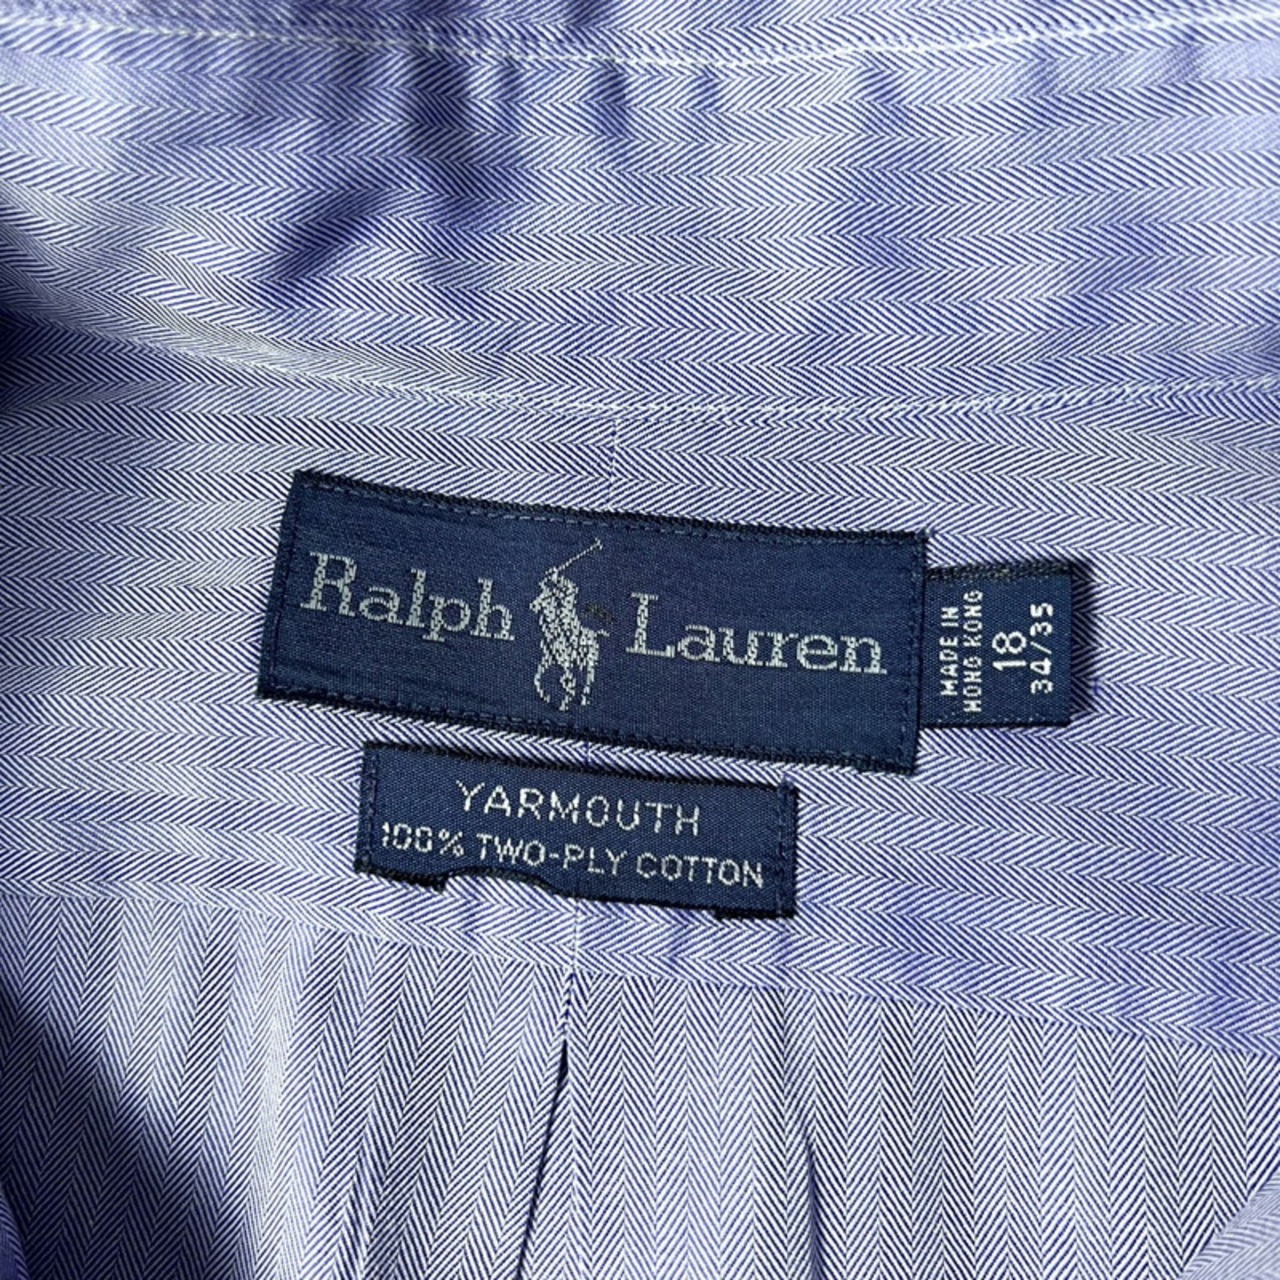 Ralph Lauren
MADE IN
HONG KONG
18
34/35
YARMOUTH
100% TWO-PLY COTTON